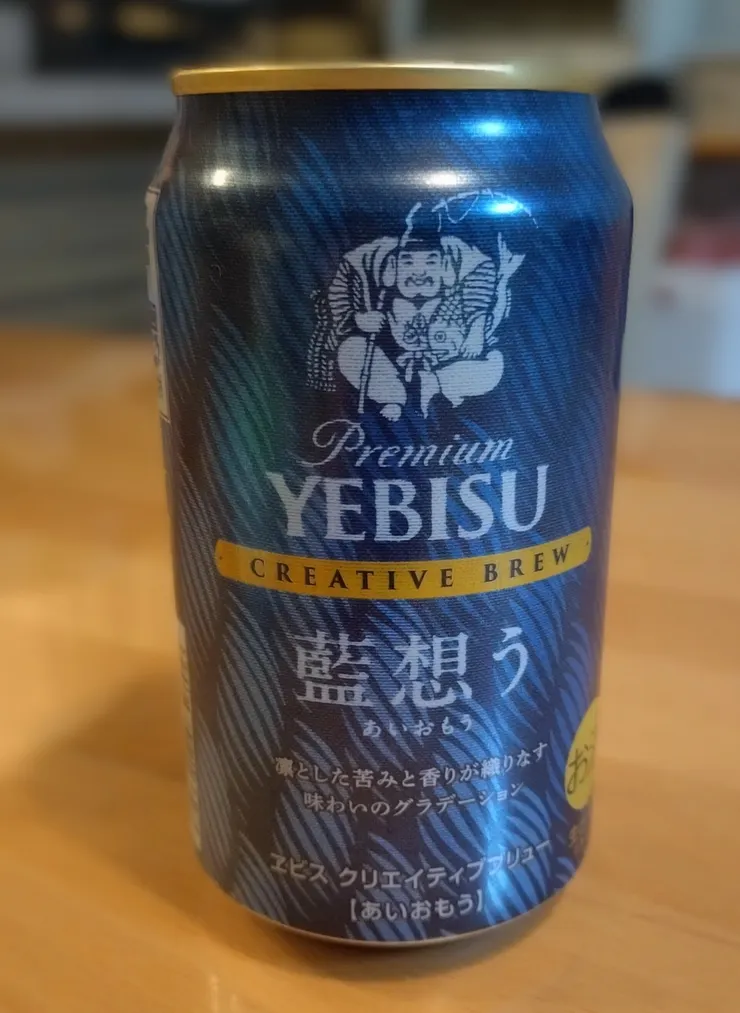 Premium
YEBISU
CREATIVE BREW
藍想う
あいおもう
凛とした苦みと香りが織りなす
味わいのグラデーション
ヱビス クリエイティブブリュー
【あいおもう】
お